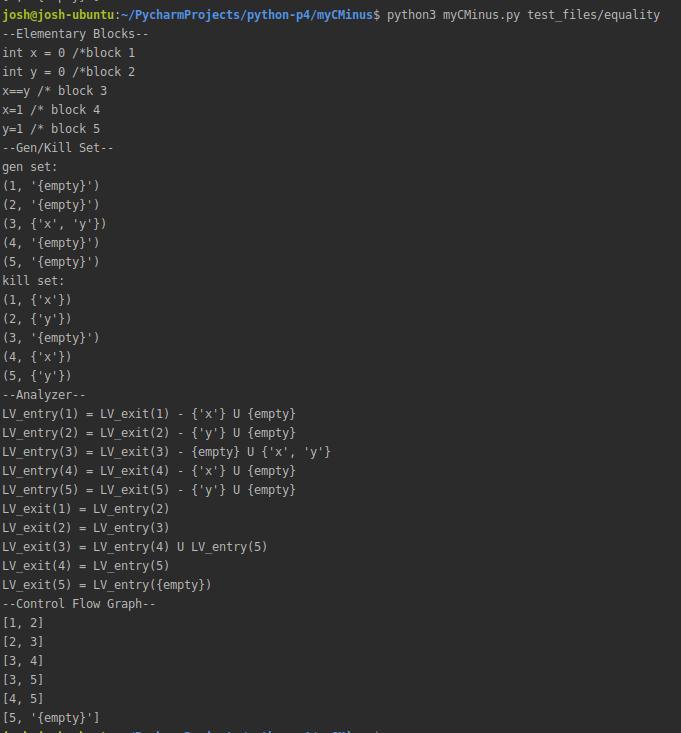 josh@josh-ubuntu:~/PycharmProjects/python-p4/myCMinus$ python3 myCMinus.py test_files/equality
--Elementary Blocks--
int x = 0 /*block 1
int y = 0 /*block 2
x==y /* block 3
x=1 /* block 4
y=1 /* block 5
--Gen/Kill Set--
gen set:
(1, '{empty}')
(2, '{empty}')
(3, {'x', 'y'})
(4, '{empty}')
(5, '{empty}')
kill set:
(1, {'x'})
(2, {'y'})
(3, '{empty}')
(4, {'x'})
(5, {'y'})
--Analyzer--
LV_entry(1) = LV_exit(1) - {'x'} U {empty}
LV_entry(2) = LV_exit(2) - {'y'} U {empty}
LV_entry(3) = LV_exit(3) - {empty} U {'x', 'y'}
LV_entry(4) = LV_exit(4) - {'x'} U {empty}
LV_entry(5) = LV_exit(5) - {'y'} U {empty}
LV_exit(1) = LV_entry(2)
LV_exit(2) = LV_entry(3)
LV_exit(3) = LV_entry(4) U LV_entry(5)
LV_exit(4) = LV_entry(5)
LV_exit(5) = LV_entry({empty})
--Control Flow Graph--
[1, 2]
[2, 3]
[3, 4]
[3, 5]
[4, 5]
[5, '{empty}']